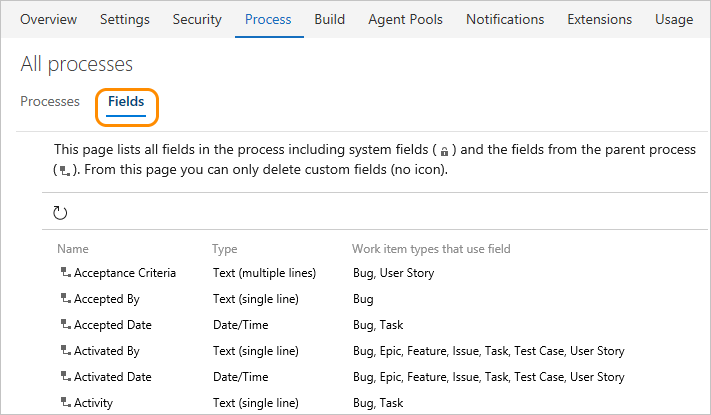 Overview Settings Security Process Build Agent Pools Notifications Extensions Usage
All processes
Processes Fields
This page lists all fields in the process including system fields ( ) and the fields from the parent process
( ). From this page you can only delete custom fields (no icon).
Name Type Work item types that use field
Acceptance Criteria Text (multiple lines) Bug, User Story
Accepted By Text (single line) Bug
Accepted Date Date/Time Bug, Task
Activated By Text (single line) Bug, Epic, Feature, Issue, Task, Test Case, User Story
Activated Date Date/Time Bug, Epic, Feature, Issue, Task, Test Case, User Story
Activity Text (single line) Bug, Task